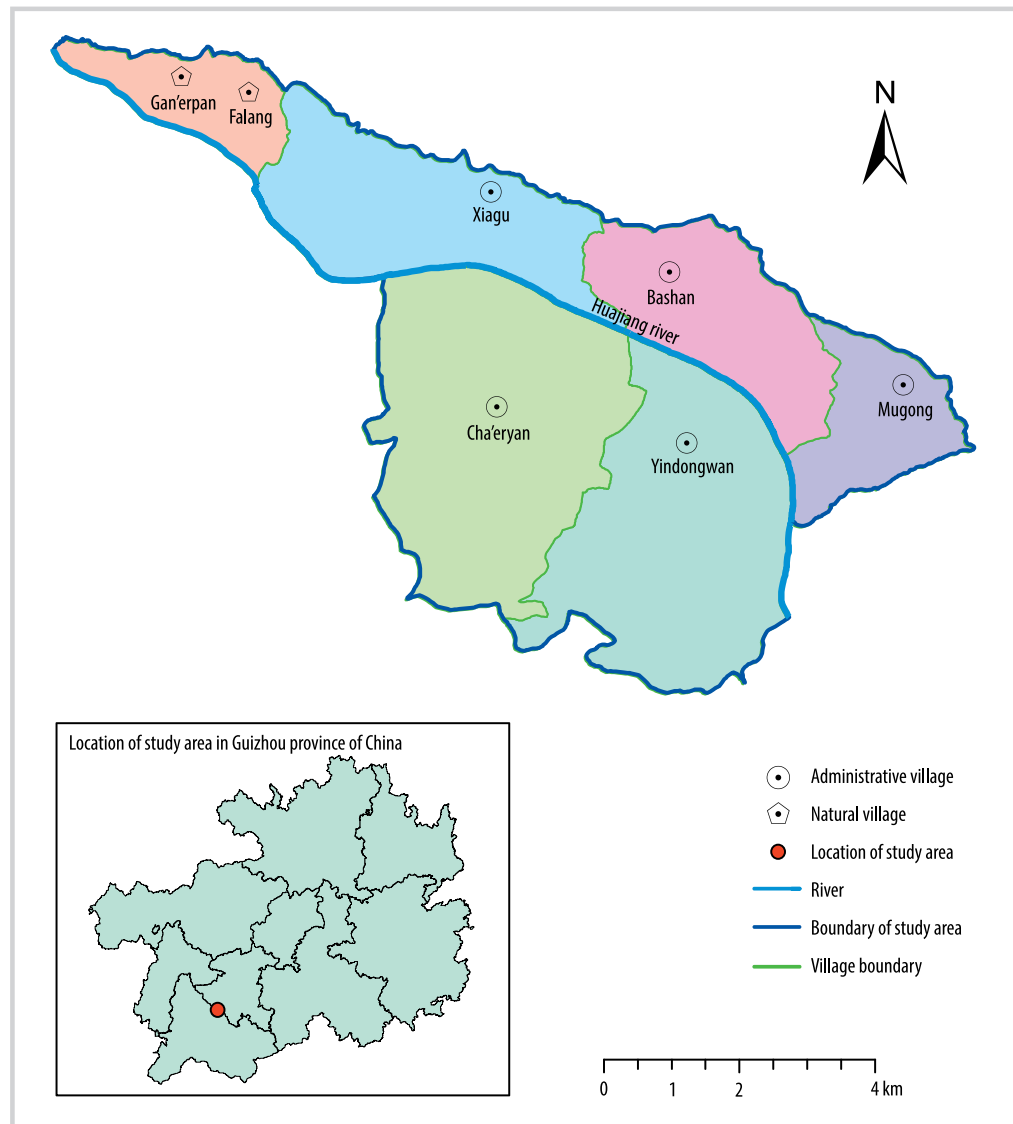 N
Gan'erpan
Falang
Xiagu
Bashan
Huajiang river
Mugong
Cha'eryan
Yindongwan
Location of study area in Guizhou province of China
Administrative village
Natural village
Location of study area
River
Boundary of study area
Village boundary
0 1 2 4 km